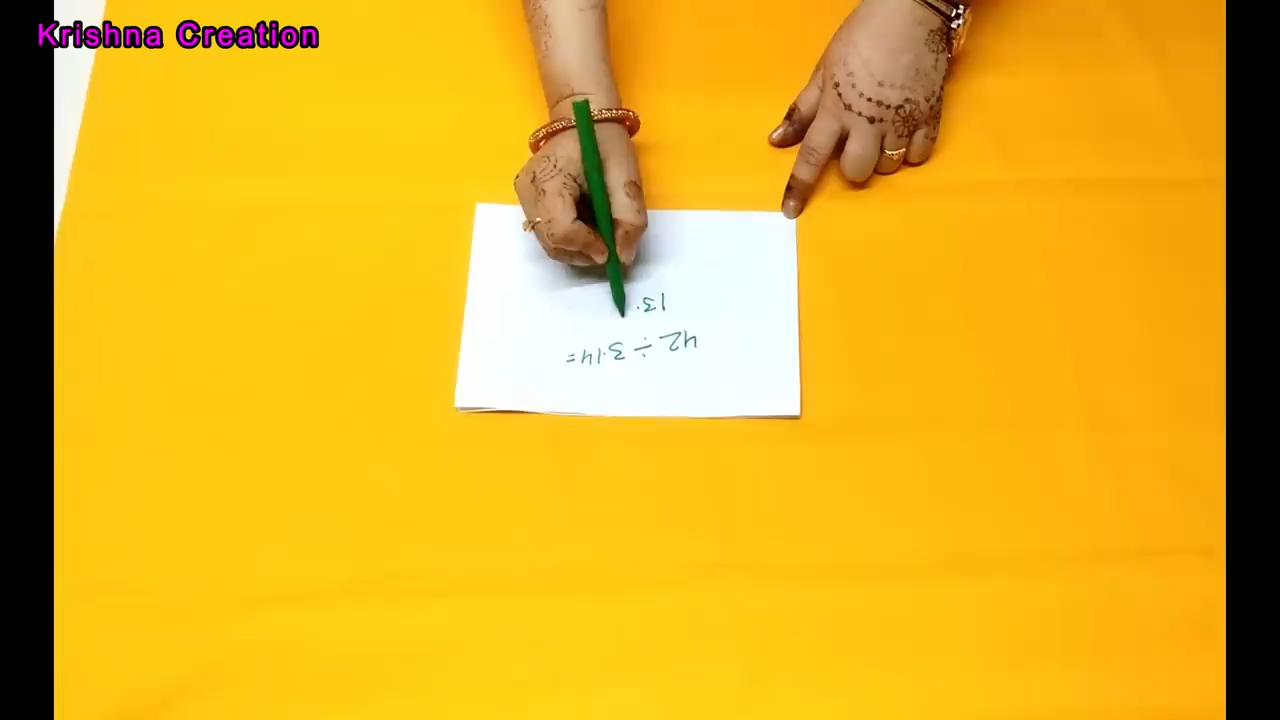 Krishna Creation
42 ÷ 3.14 =
13.